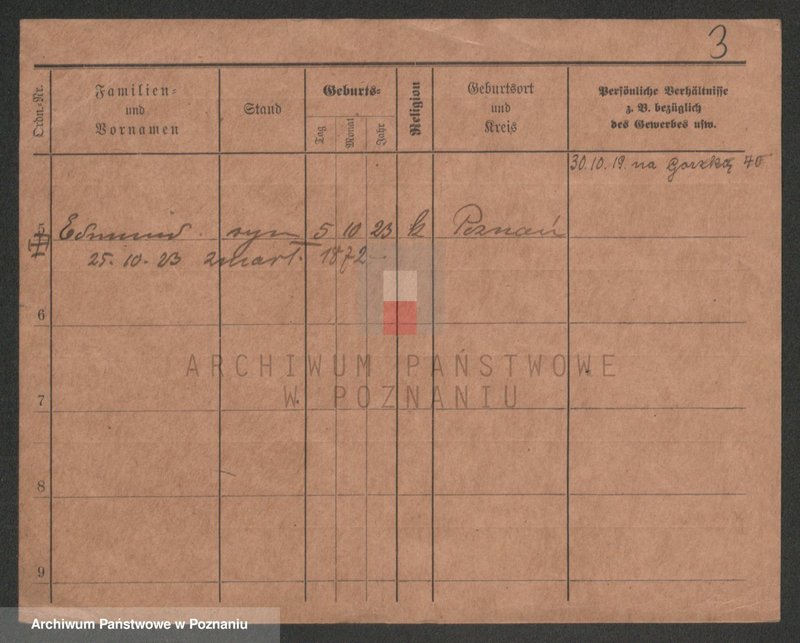 3
Ordn.-Nr.
Familien-
und
Vornamen
Stand
Geburts-
Tag
Monat
Jahr
Religion
Geburtsort
und
Kreis
Persönliche Verhältnisse
z. B. bezüglich
des Gewerbes usw.
30.10.19. na Gorzką 40
5 Edmund syn 5 10 23 k Poznań
25.10.23 zmarł. 1872
6
ARCHIWUM PAŃSTWOWE
W POZNANIU
7
8
9
Archiwum Państwowe w Poznaniu